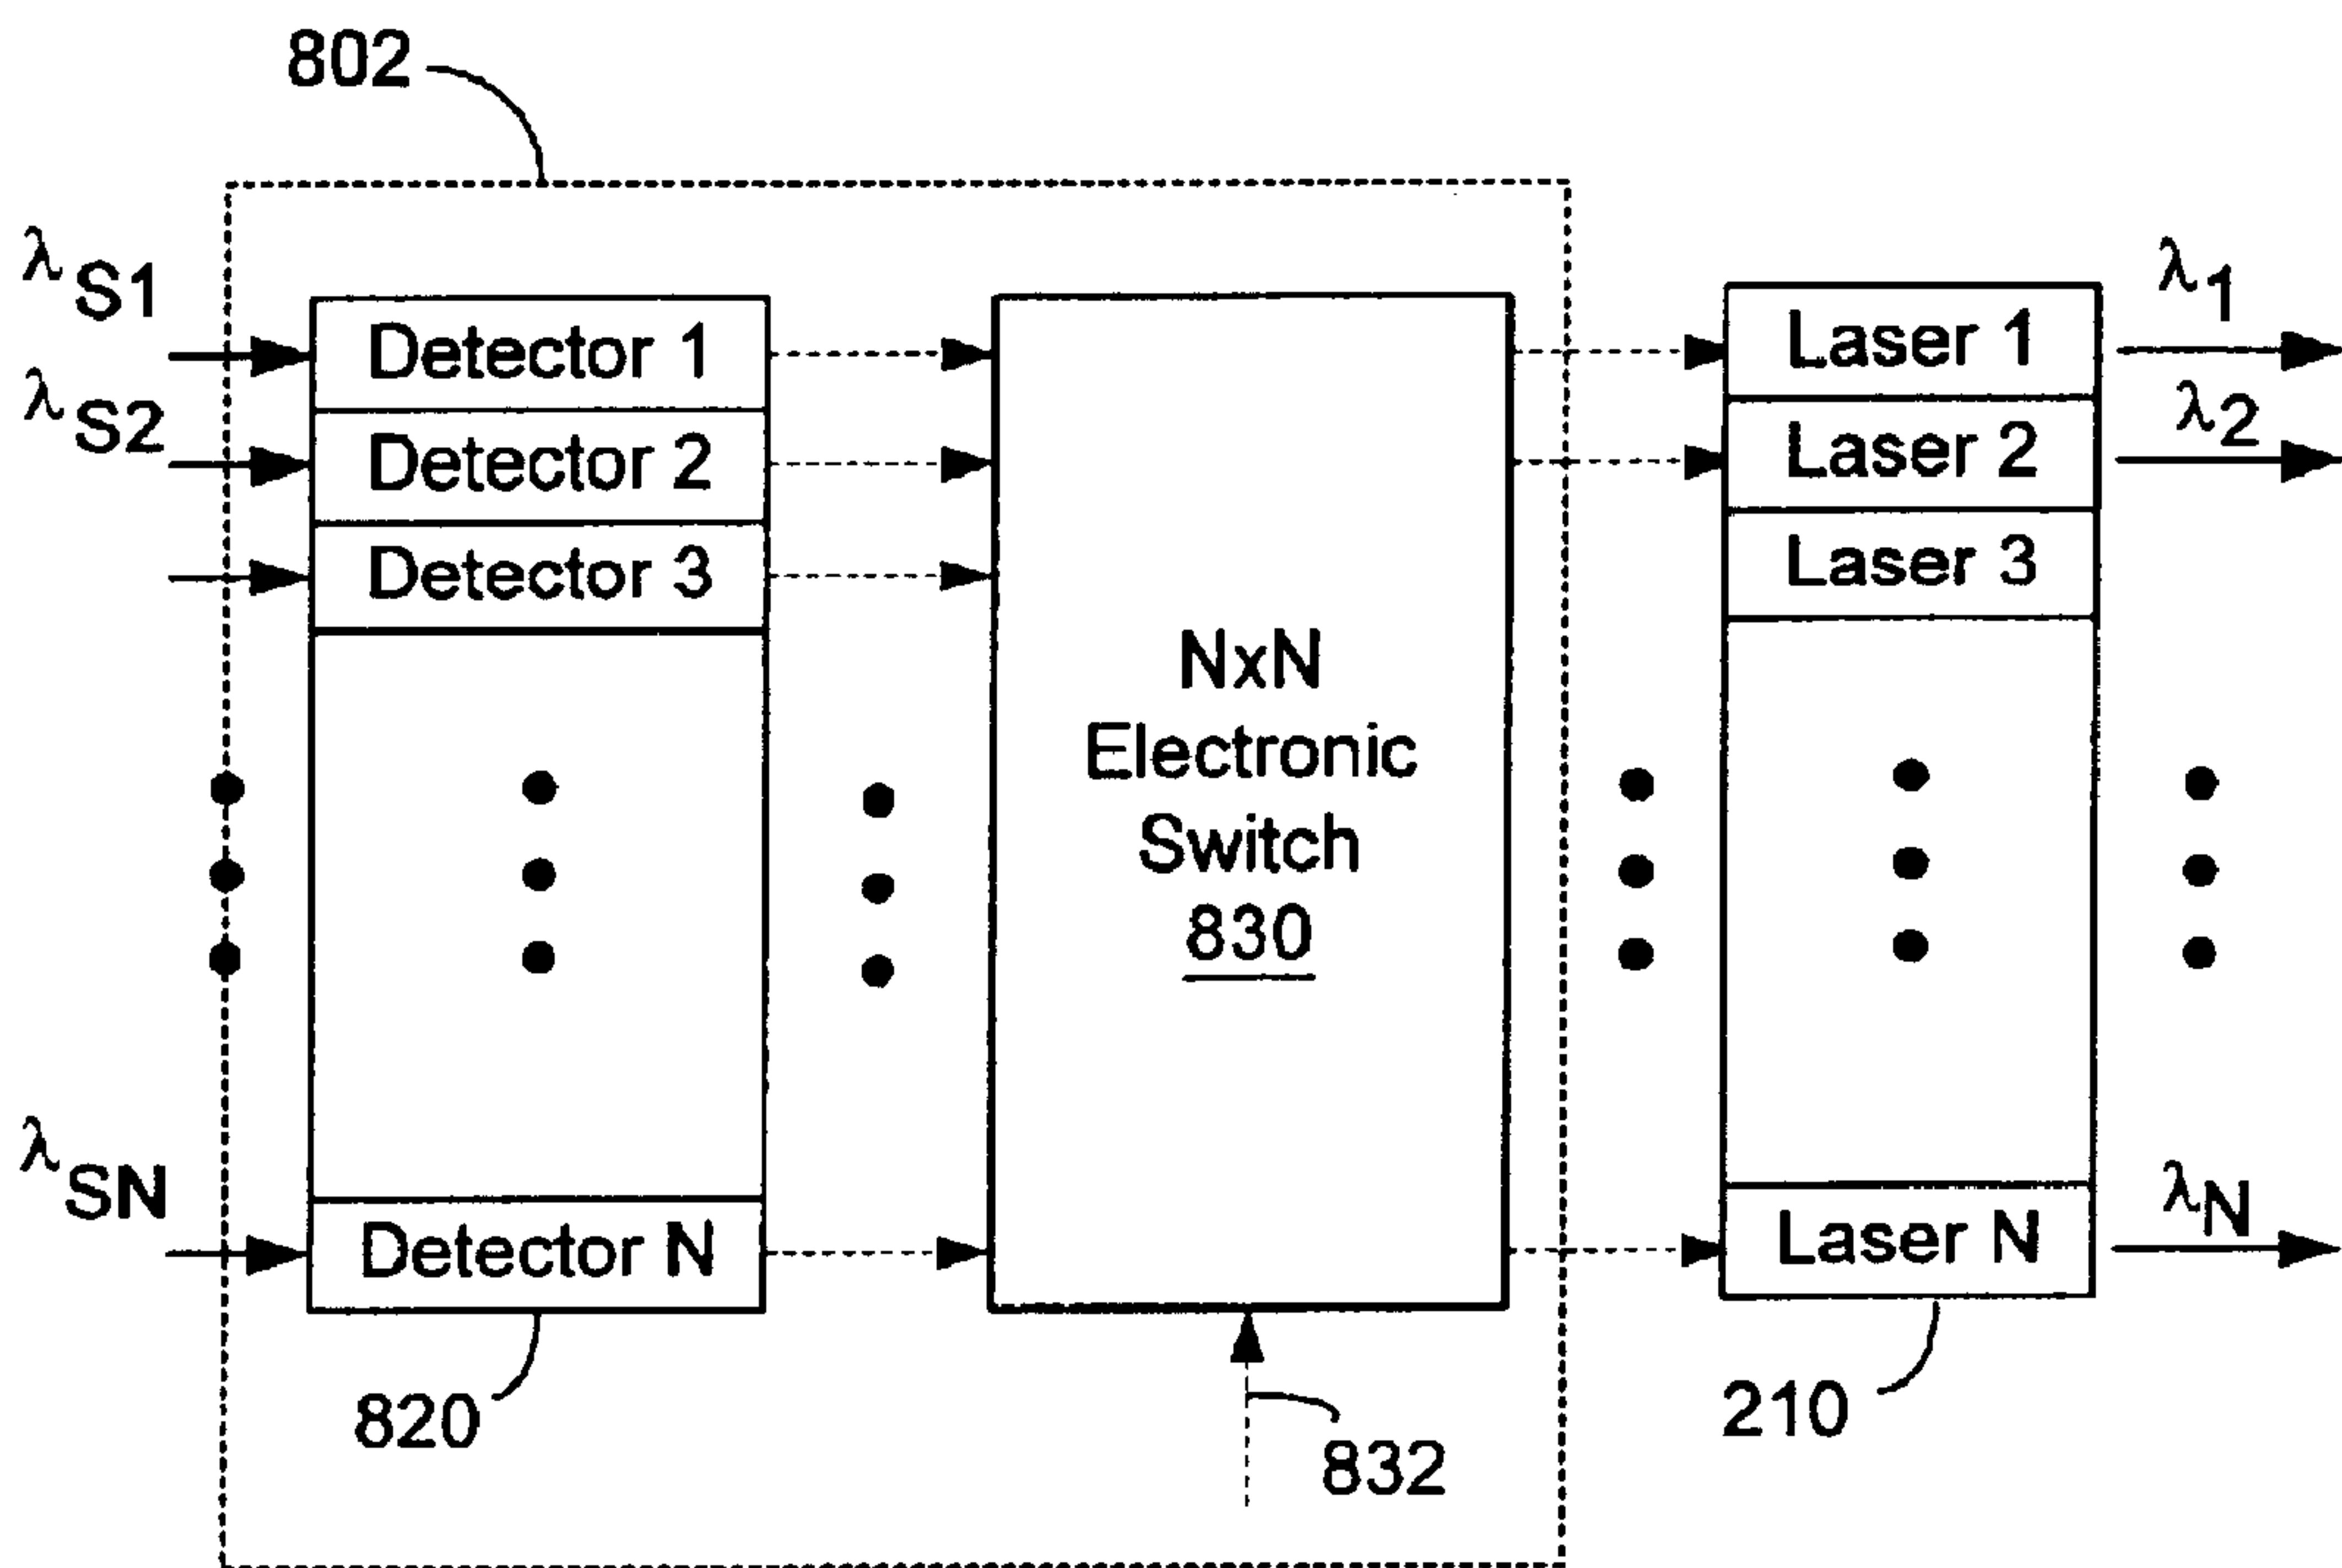 802
λS1
λS2
λSN
Detector 1
Detector 2
Detector 3
Detector N
820
NxN
Electronic
Switch
830
832
Laser 1
Laser 2
Laser 3
Laser N
210
λ1
λ2
λN